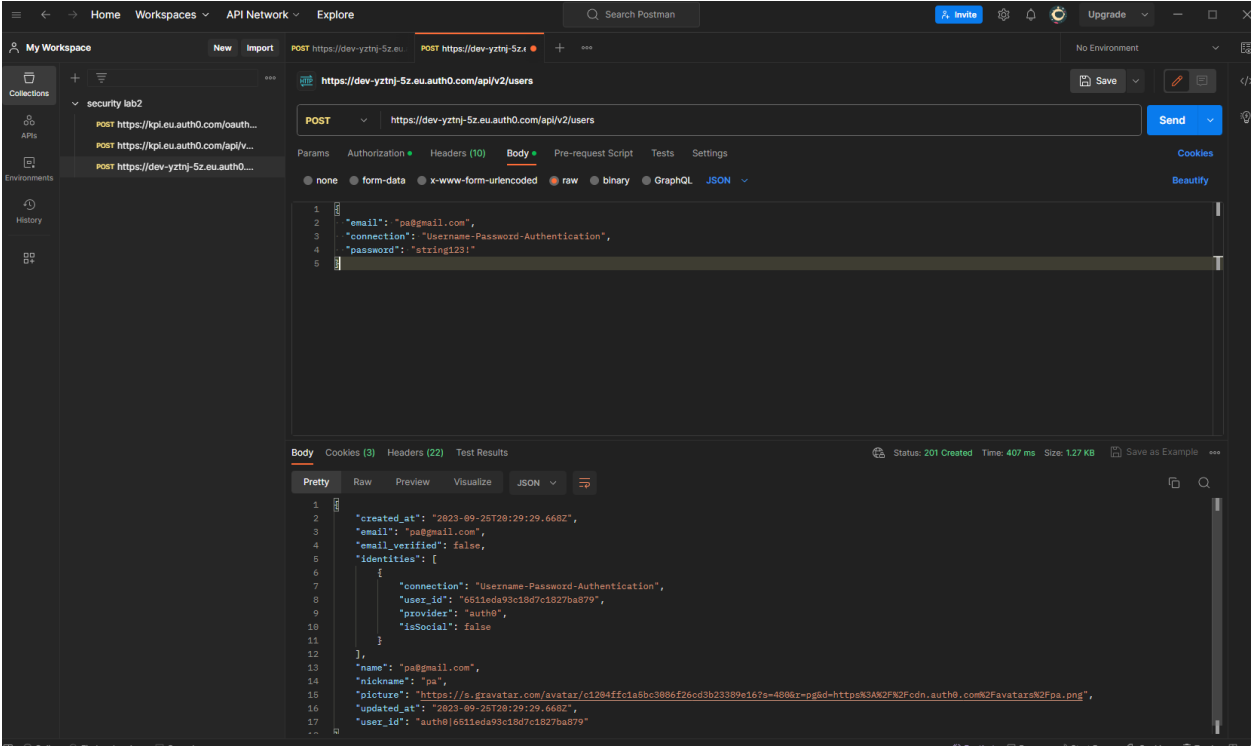 Home Workspaces API Network Explore Search Postman Invite Upgrade
My Workspace New Import POST https://dev-yztnj-5z.eu. POST https://dev-yztnj-5z.e No Environment
Collections
APIs
Environments
History
security lab2
POST https://kpi.eu.auth0.com/oauth...
POST https://kpi.eu.auth0.com/api/v...
POST https://dev-yztnj-5z.eu.auth0....
HTTP https://dev-yztnj-5z.eu.auth0.com/api/v2/users Save
POST https://dev-yztnj-5z.eu.auth0.com/api/v2/users Send
Params Authorization Headers (10) Body Pre-request Script Tests Settings Cookies
none form-data x-www-form-urlencoded raw binary GraphQL JSON Beautify
1 {
2 "email": "pa@gmail.com",
3 "connection": "Username-Password-Authentication",
4 "password": "string123!"
5 }
Body Cookies (3) Headers (22) Test Results Status: 201 Created Time: 407 ms Size: 1.27 KB Save as Example
Pretty Raw Preview Visualize JSON
1 {
2 "created_at": "2023-09-25T20:29:29.668Z",
3 "email": "pa@gmail.com",
4 "email_verified": false,
5 "identities": [
6 {
7 "connection": "Username-Password-Authentication",
8 "user_id": "6511eda93c18d7c1827ba879",
9 "provider": "auth0",
10 "isSocial": false
11 }
12 ],
13 "name": "pa@gmail.com",
14 "nickname": "pa",
15 "picture": "https://s.gravatar.com/avatar/c1204ffc1a5bc3086f26cd3b23389e16?s=480&r=pg&d=https%3A%2F%2Fcdn.auth0.com%2Favatars%2Fpa.png",
16 "updated_at": "2023-09-25T20:29:29.668Z",
17 "user_id": "auth0|6511eda93c18d7c1827ba879"